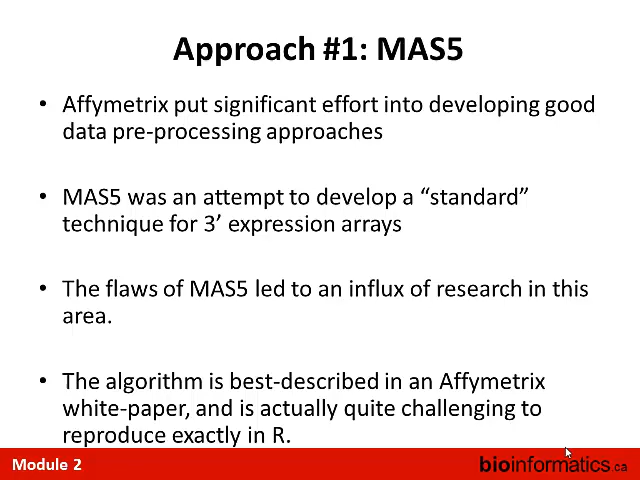 Approach #1: MAS5
• Affymetrix put significant effort into developing good
data pre-processing approaches
• MAS5 was an attempt to develop a “standard”
technique for 3’ expression arrays
• The flaws of MAS5 led to an influx of research in this
area.
• The algorithm is best-described in an Affymetrix
white-paper, and is actually quite challenging to
reproduce exactly in R.
Module 2
bioinformatics.ca